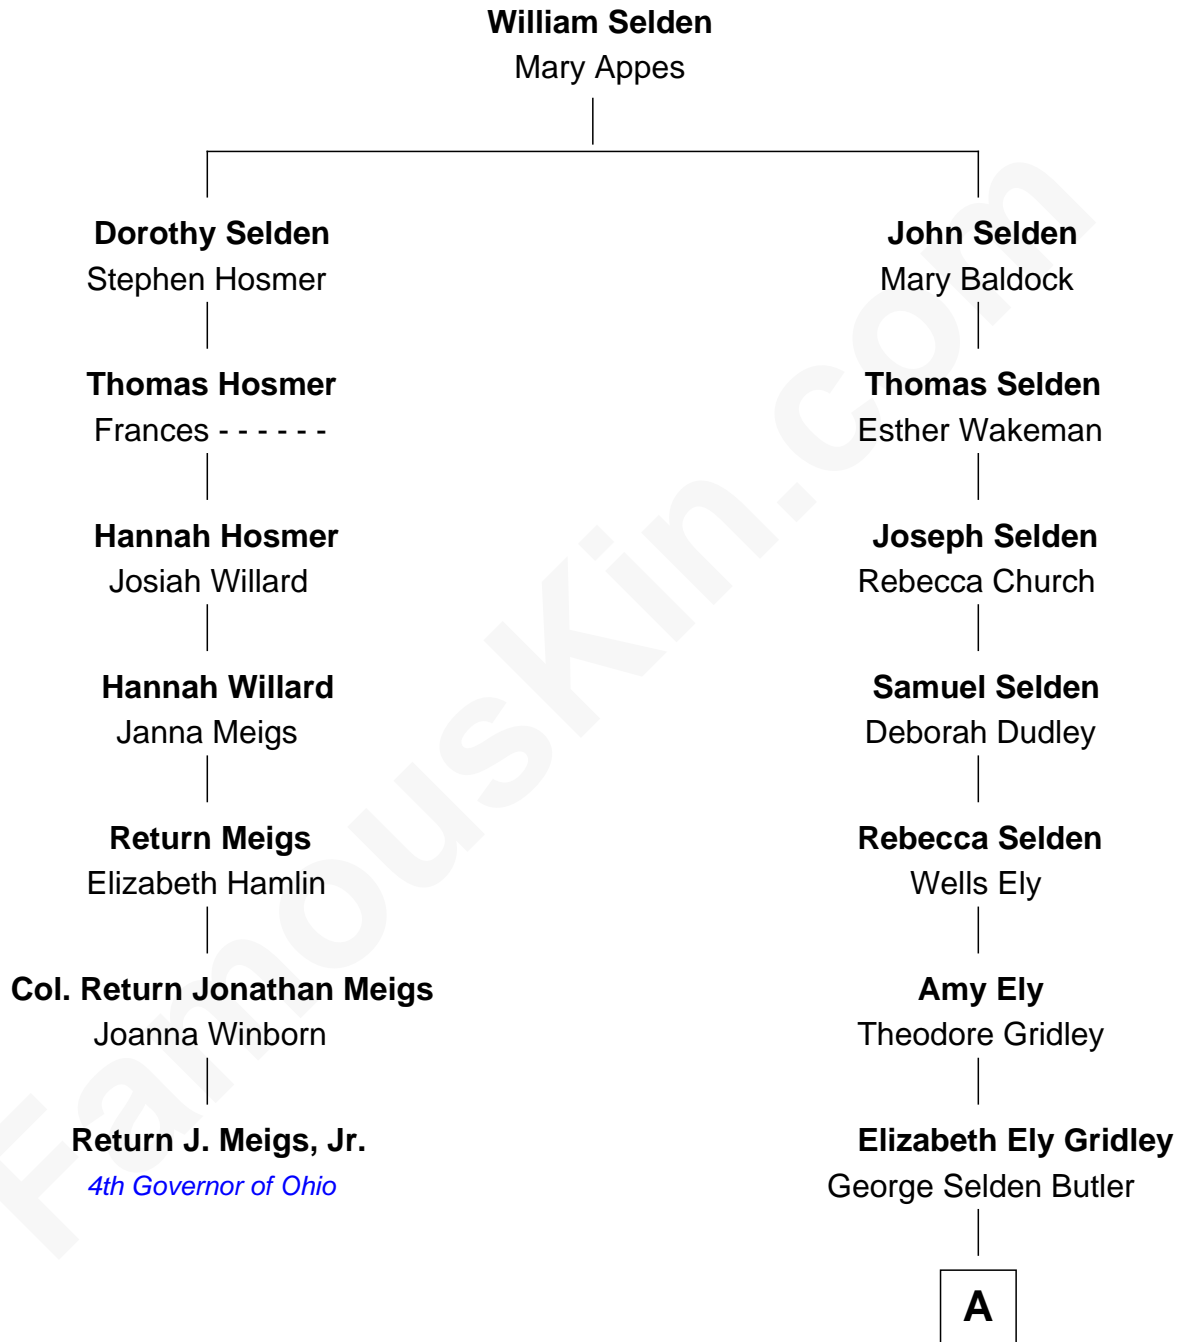 William Selden
Mary Appes
Dorothy Selden
Stephen Hosmer
John Selden
Mary Baldock
Thomas Hosmer
Frances - - - - - -
Thomas Selden
Esther Wakeman
Hannah Hosmer
Josiah Willard
Joseph Selden
Rebecca Church
Hannah Willard
Janna Meigs
Samuel Selden
Deborah Dudley
Return Meigs
Elizabeth Hamlin
Rebecca Selden
Wells Ely
Col. Return Jonathan Meigs
Joanna Winborn
Amy Ely
Theodore Gridley
Return J. Meigs, Jr.
4th Governor of Ohio
Elizabeth Ely Gridley
George Selden Butler
A
FamousKin.com